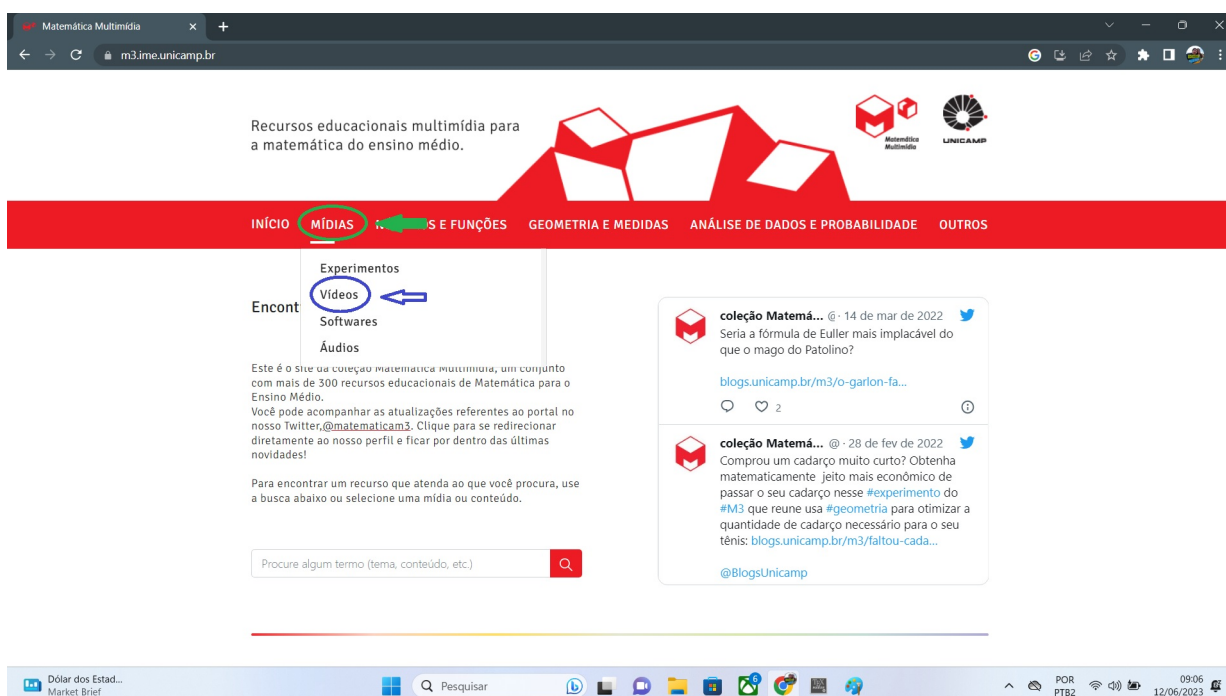 Matemática Multimídia
m3.ime.unicamp.br
Recursos educacionais multimídia para
a matemática do ensino médio.
Matemática
Multimídia
UNICAMP
INÍCIO MÍDIAS E FUNÇÕES GEOMETRIA E MEDIDAS ANÁLISE DE DADOS E PROBABILIDADE OUTROS
Experimentos
Vídeos
Softwares
Áudios
Encont
Este é o site da coleção Matemática Multimídia, um conjunto
com mais de 300 recursos educacionais de Matemática para o
Ensino Médio.
Você pode acompanhar as atualizações referentes ao portal no
nosso Twitter,@matematicam3. Clique para se redirecionar
diretamente ao nosso perfil e ficar por dentro das últimas
novidades!
Para encontrar um recurso que atenda ao que você procura, use
a busca abaixo ou selecione uma mídia ou conteúdo.
Procure algum termo (tema, conteúdo, etc.)
coleção Matemá... @ · 14 de mar de 2022
Seria a fórmula de Euller mais implacável do
que o mago do Patolino?
blogs.unicamp.br/m3/o-garlon-fa...
2
coleção Matemá... @ · 28 de fev de 2022
Comprou um cadarço muito curto? Obtenha
matematicamente jeito mais econômico de
passar o seu cadarço nesse #experimento do
#M3 que reune usa #geometria para otimizar a
quantidade de cadarço necessário para o seu
tênis: blogs.unicamp.br/m3/faltou-cada...
@BlogsUnicamp
Dólar dos Estad...
Market Brief
Pesquisar
6
POR
PTB2
09:06
12/06/2023